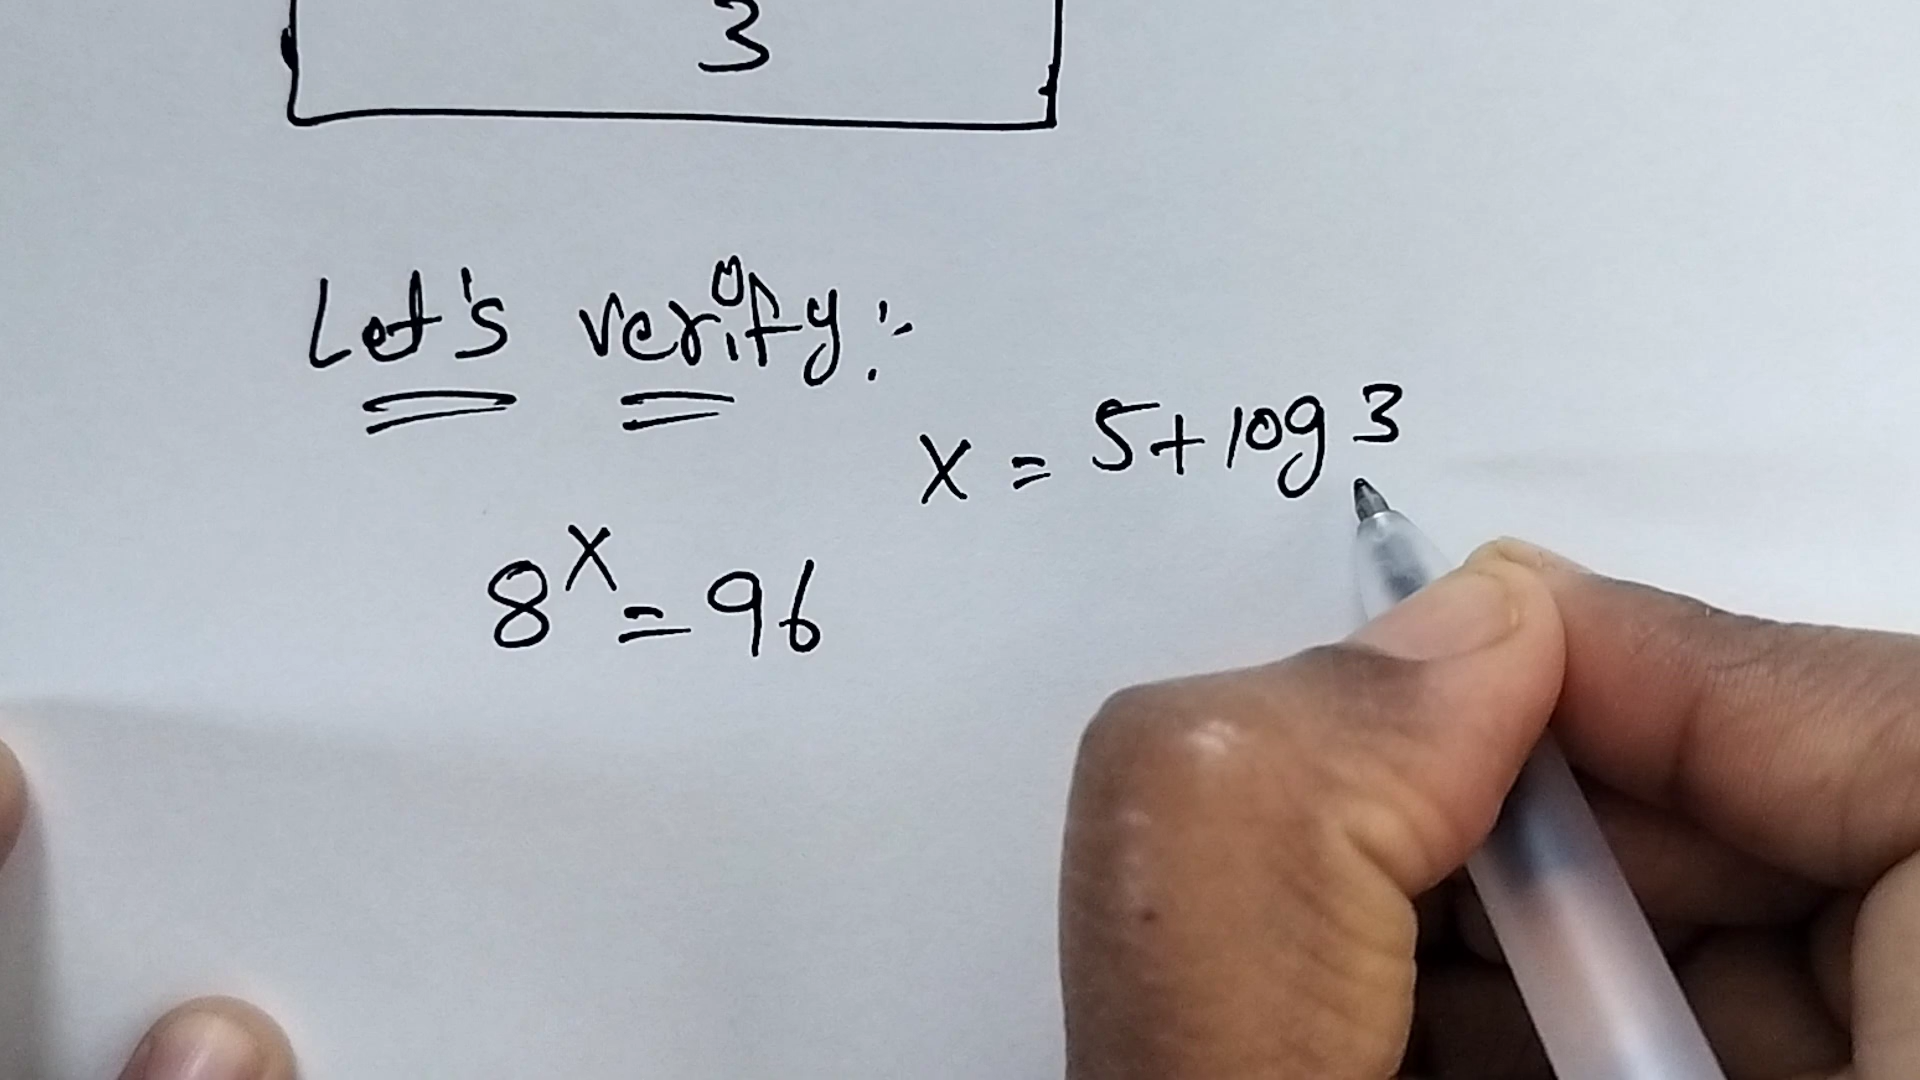 3
Let's verify:-
x = 5+log 3
8^x = 96